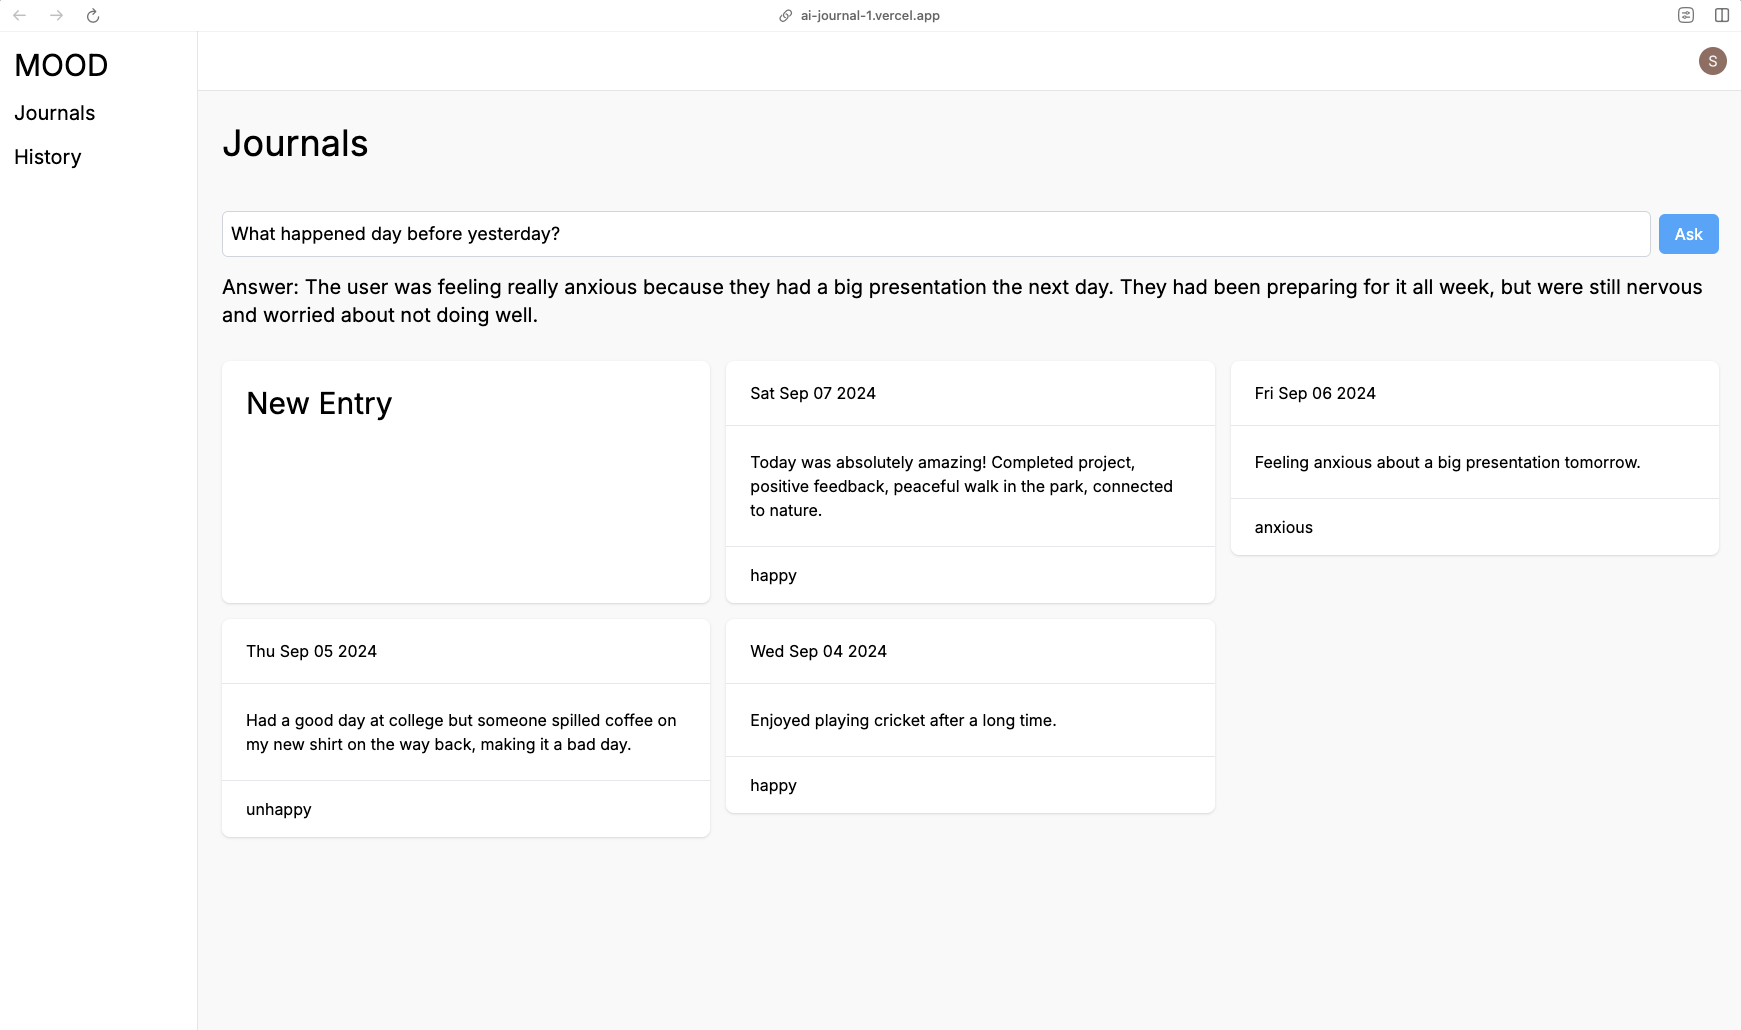 ai-journal-1.vercel.app
MOOD
Journals
History
S
Journals
What happened day before yesterday?
Ask
Answer: The user was feeling really anxious because they had a big presentation the next day. They had been preparing for it all week, but were still nervous
and worried about not doing well.
New Entry
Sat Sep 07 2024
Today was absolutely amazing! Completed project,
positive feedback, peaceful walk in the park, connected
to nature.
happy
Fri Sep 06 2024
Feeling anxious about a big presentation tomorrow.
anxious
Thu Sep 05 2024
Had a good day at college but someone spilled coffee on
my new shirt on the way back, making it a bad day.
unhappy
Wed Sep 04 2024
Enjoyed playing cricket after a long time.
happy